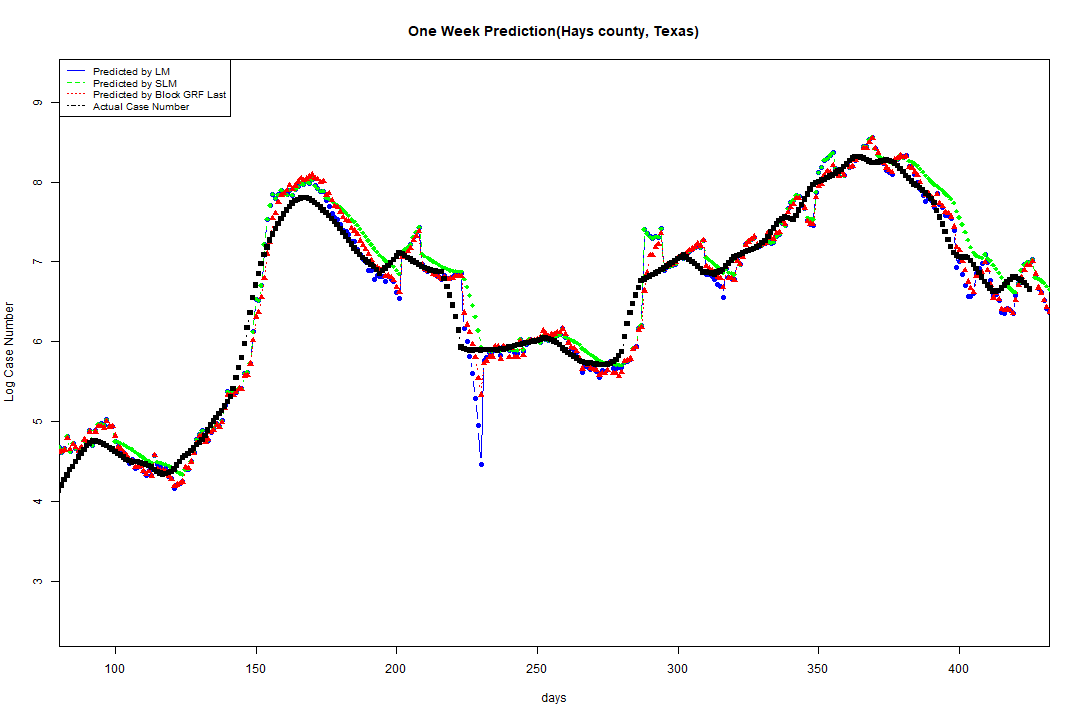 One Week Prediction(Hays county, Texas)
Predicted by LM
Predicted by SLM
Predicted by Block GRF Last
Actual Case Number
Log Case Number
9
8
7
6
5
4
3
100 150 200 250 300 350 400
days